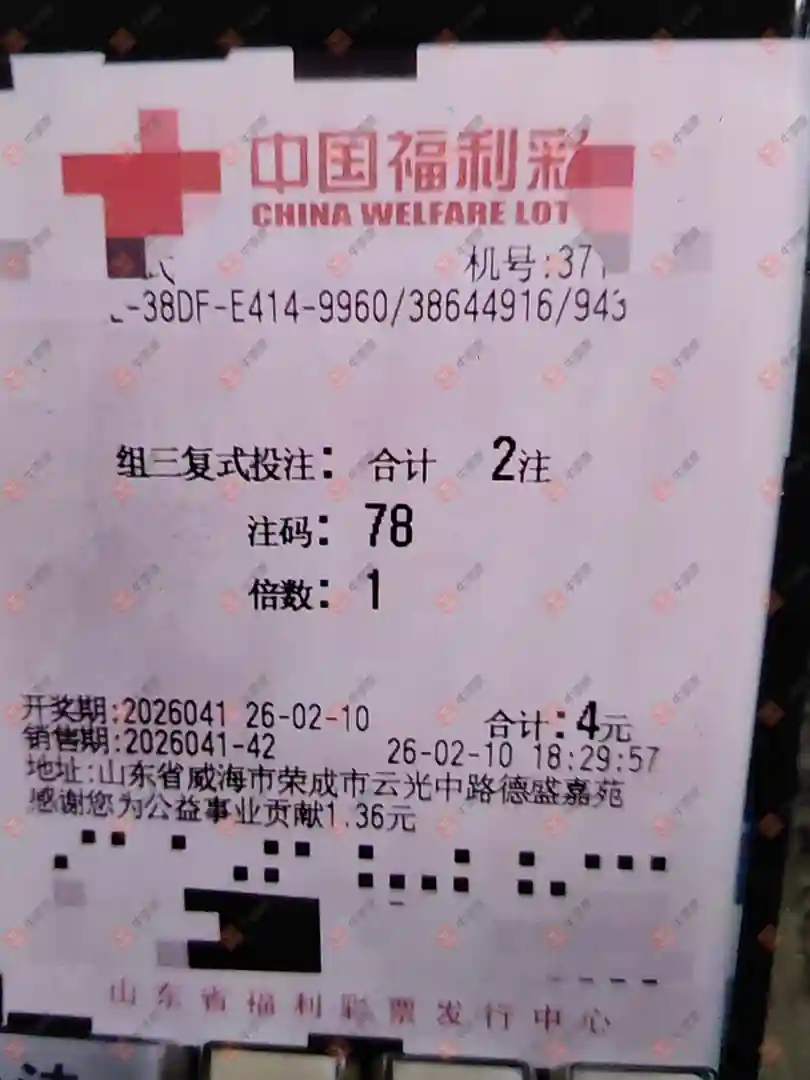 中国福利彩
CHINA WELFARE LOT
机号:37
-38DF-E414-9960/38644916/943
组三复式投注: 合计 2注
注码: 78
倍数: 1
开奖期:2026041 26-02-10 合计:4元
销售期:2026041-42 26-02-10 18:29:57
地址:山东省威海市荣成市云光中路德盛嘉苑
感谢您为公益事业贡献1.36元
山东省福利彩票发行中心